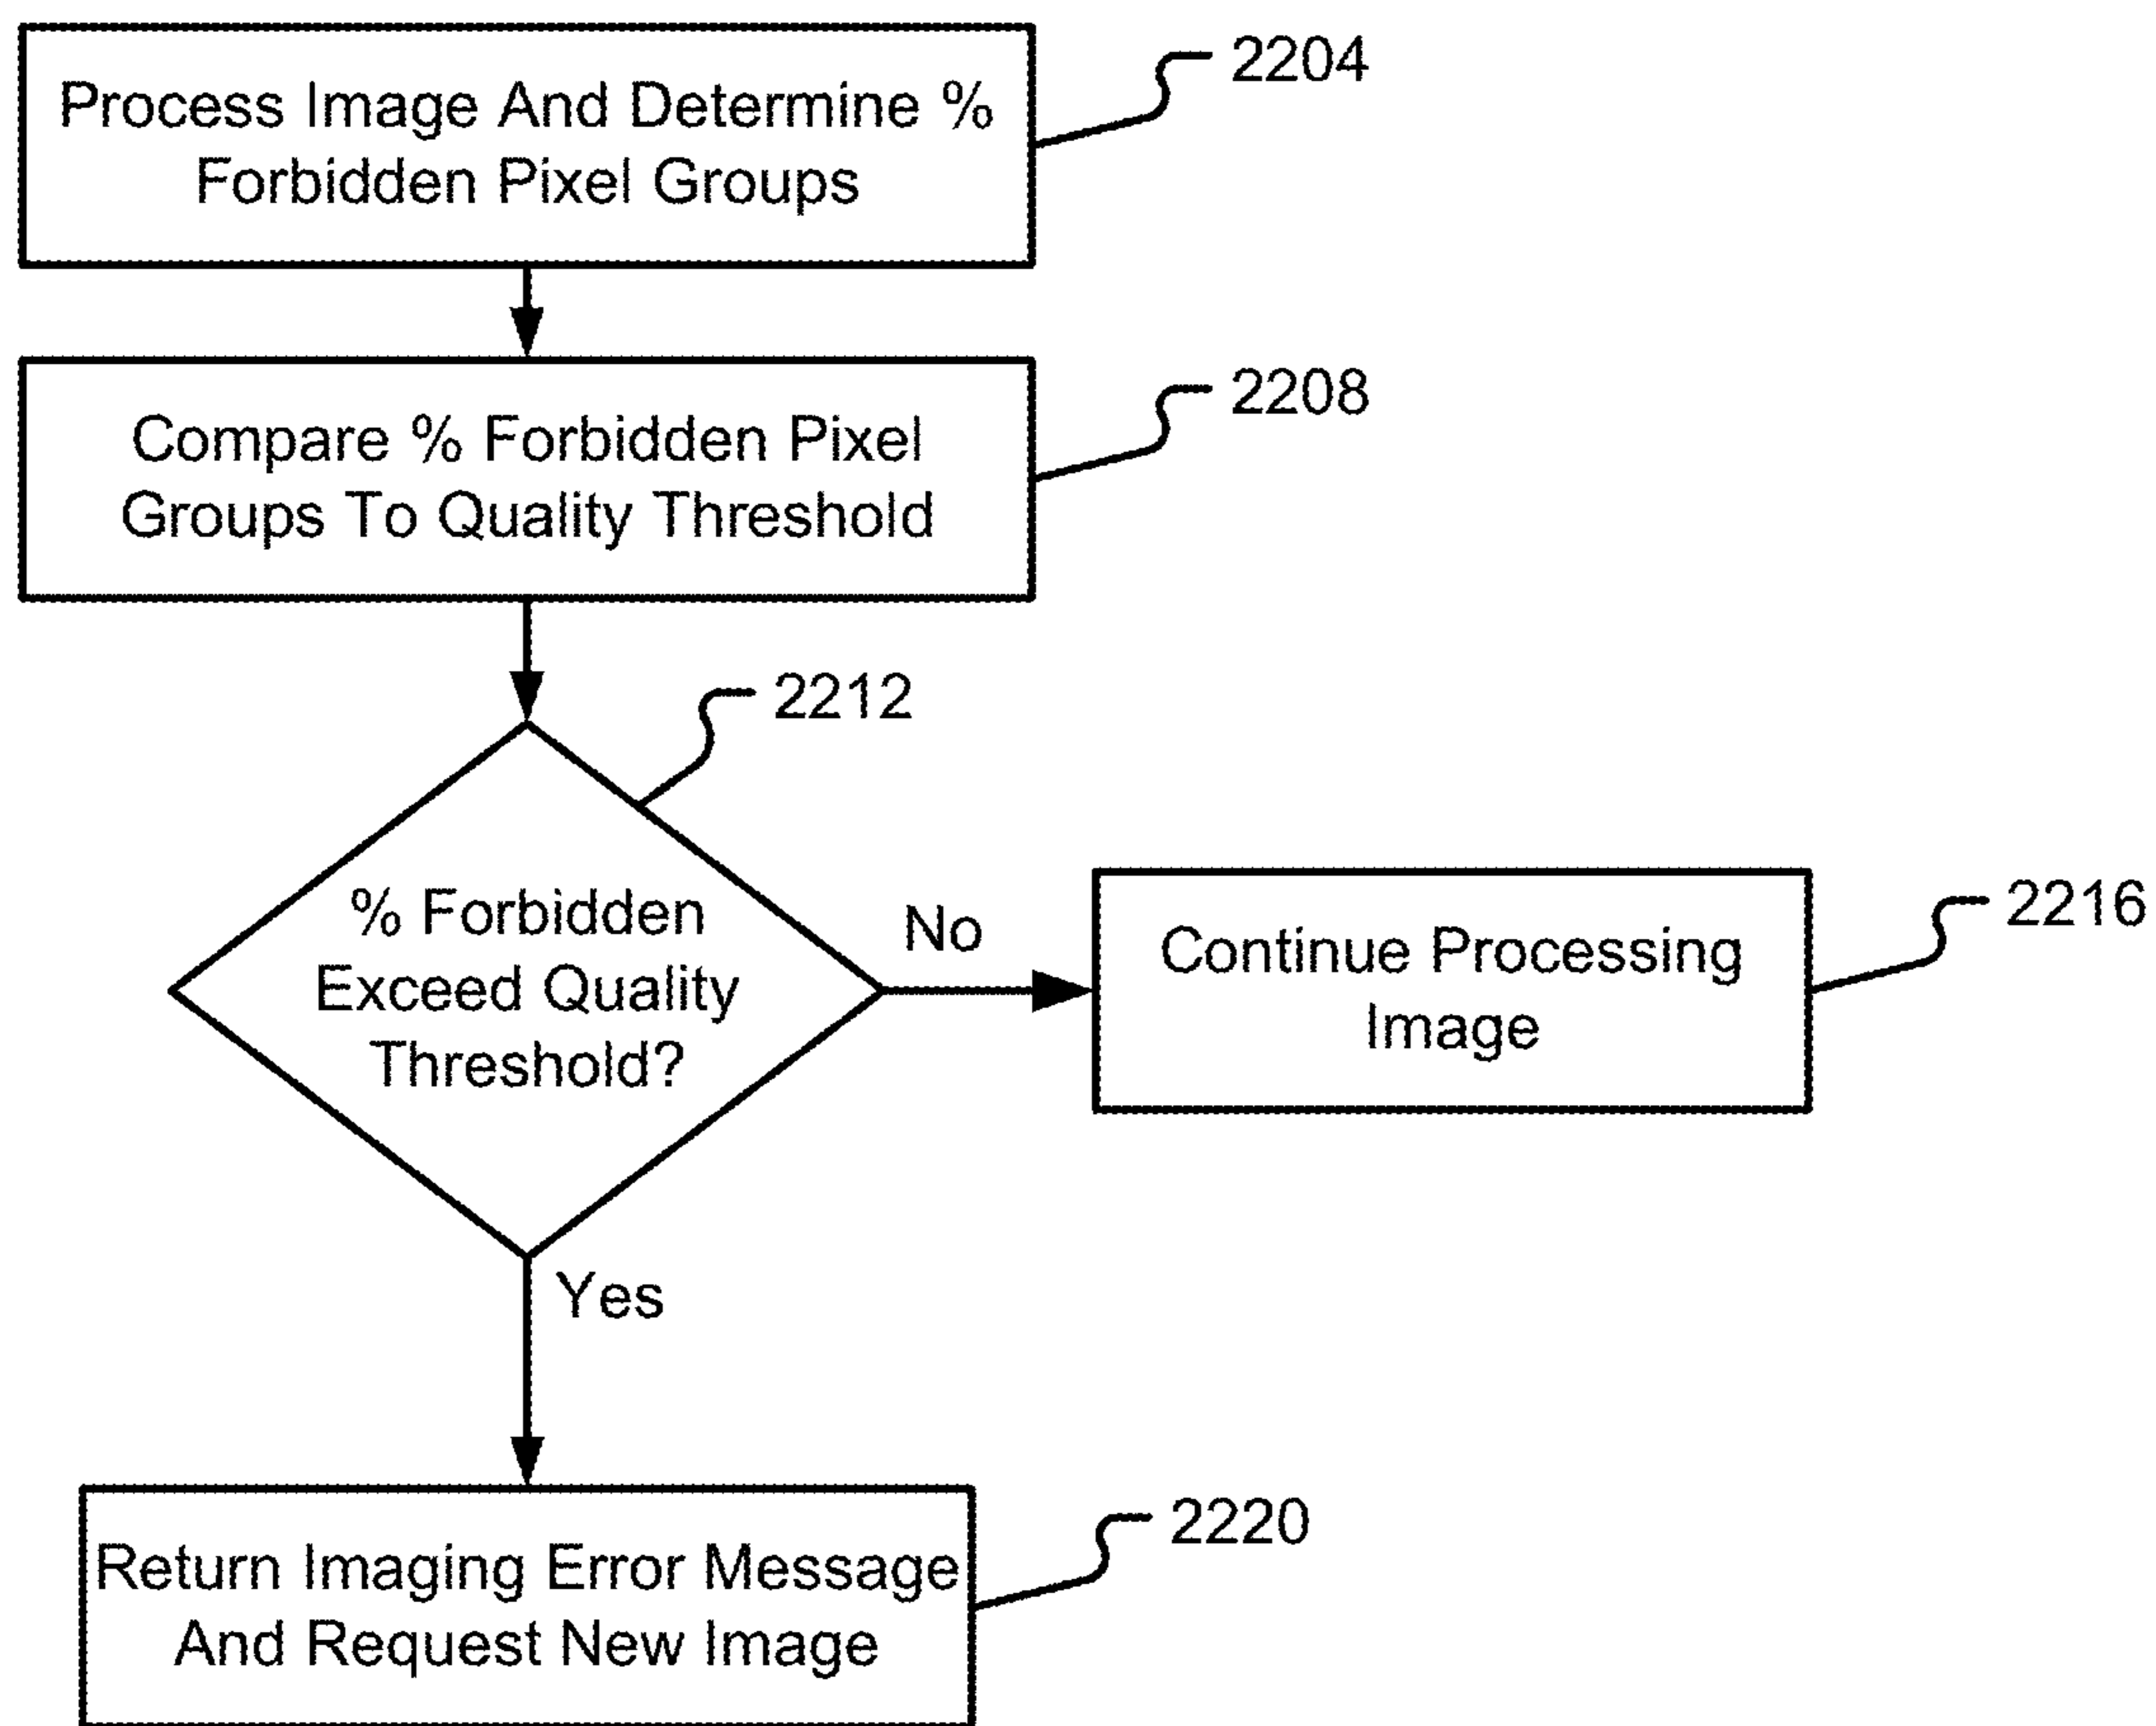 Process Image And Determine %
Forbidden Pixel Groups
2204
Compare % Forbidden Pixel
Groups To Quality Threshold
2208
2212
% Forbidden
Exceed Quality
Threshold?
No
Continue Processing
Image
2216
Yes
Return Imaging Error Message
And Request New Image
2220